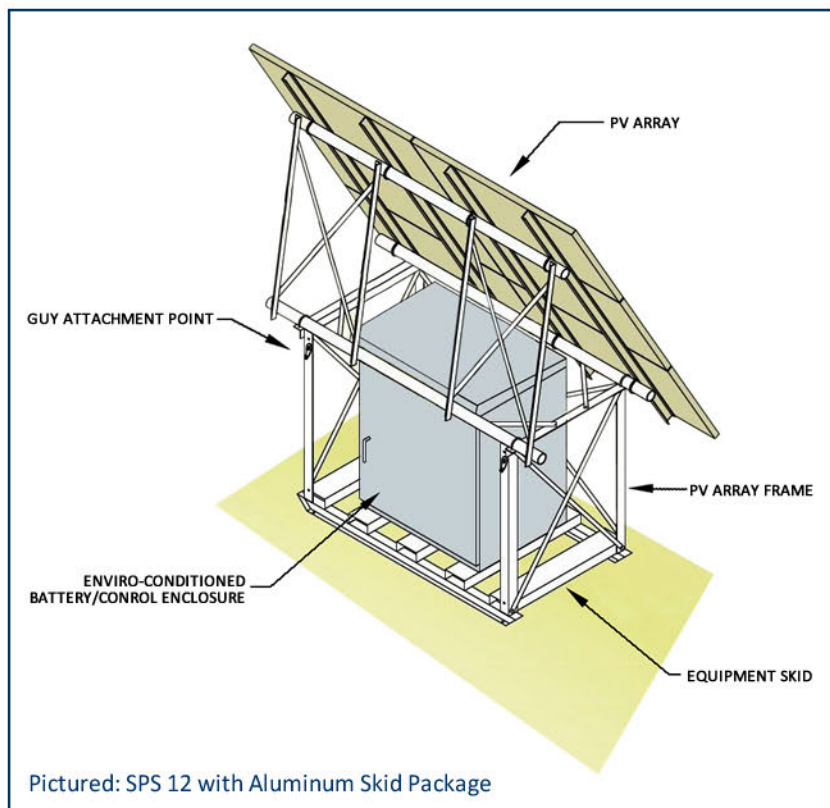 PV ARRAY
GUY ATTACHMENT POINT
PV ARRAY FRAME
ENVIRO-CONDITIONED
BATTERY/CONROL ENCLOSURE
EQUIPMENT SKID
Pictured: SPS 12 with Aluminum Skid Package